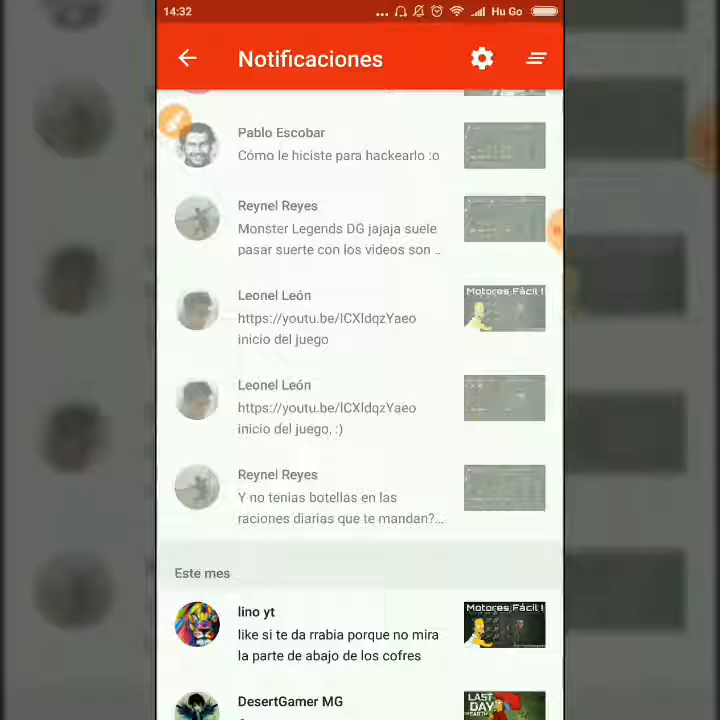 14:32
Hu Go
Notificaciones
Pablo Escobar
Cómo le hiciste para hackearlo :o
Reynel Reyes
Monster Legends DG jajaja suele
pasar suerte con los videos son ..
Leonel León
https://youtu.be/lCXldqzYaeo
inicio del juego
Motores Fácil !
Leonel León
https://youtu.be/lCXldqzYaeo
inicio del juego, :)
Reynel Reyes
Y no tenias botellas en las
raciones diarias que te mandan?...
Este mes
lino yt
like si te da rrabia porque no mira
la parte de abajo de los cofres
Motores Fácil !
DesertGamer MG
LAST
DAY